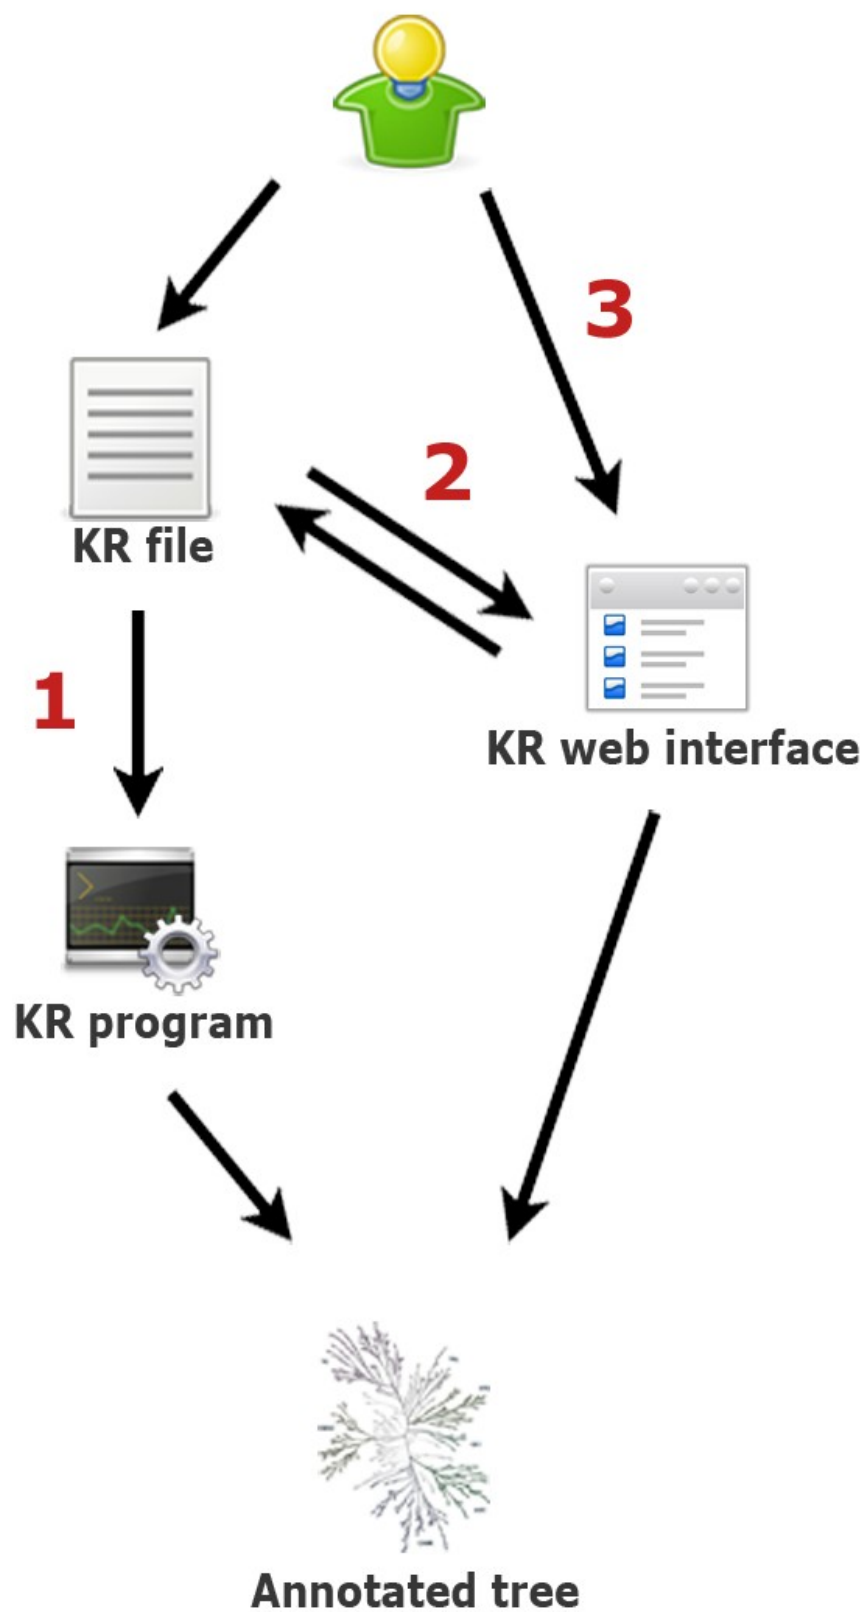 3
2
KR file
1
KR web interface
KR program
Annotated tree